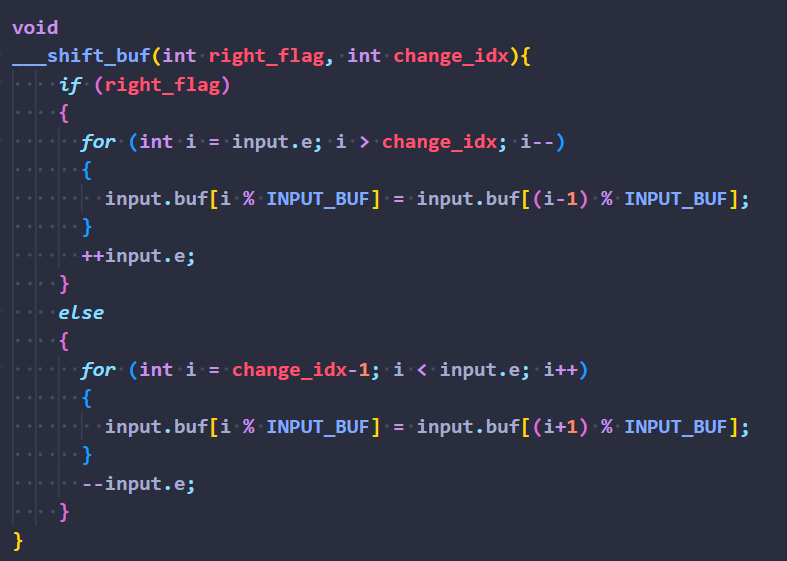 void
___shift_buf(int right_flag, int change_idx){
    if (right_flag)
    {
      for (int i = input.e; i > change_idx; i--)
      {
        input.buf[i % INPUT_BUF] = input.buf[(i-1) % INPUT_BUF];
      }
      ++input.e;
    }
    else
    {
      for (int i = change_idx-1; i < input.e; i++)
      {
        input.buf[i % INPUT_BUF] = input.buf[(i+1) % INPUT_BUF];
      }
      --input.e;
    }
}